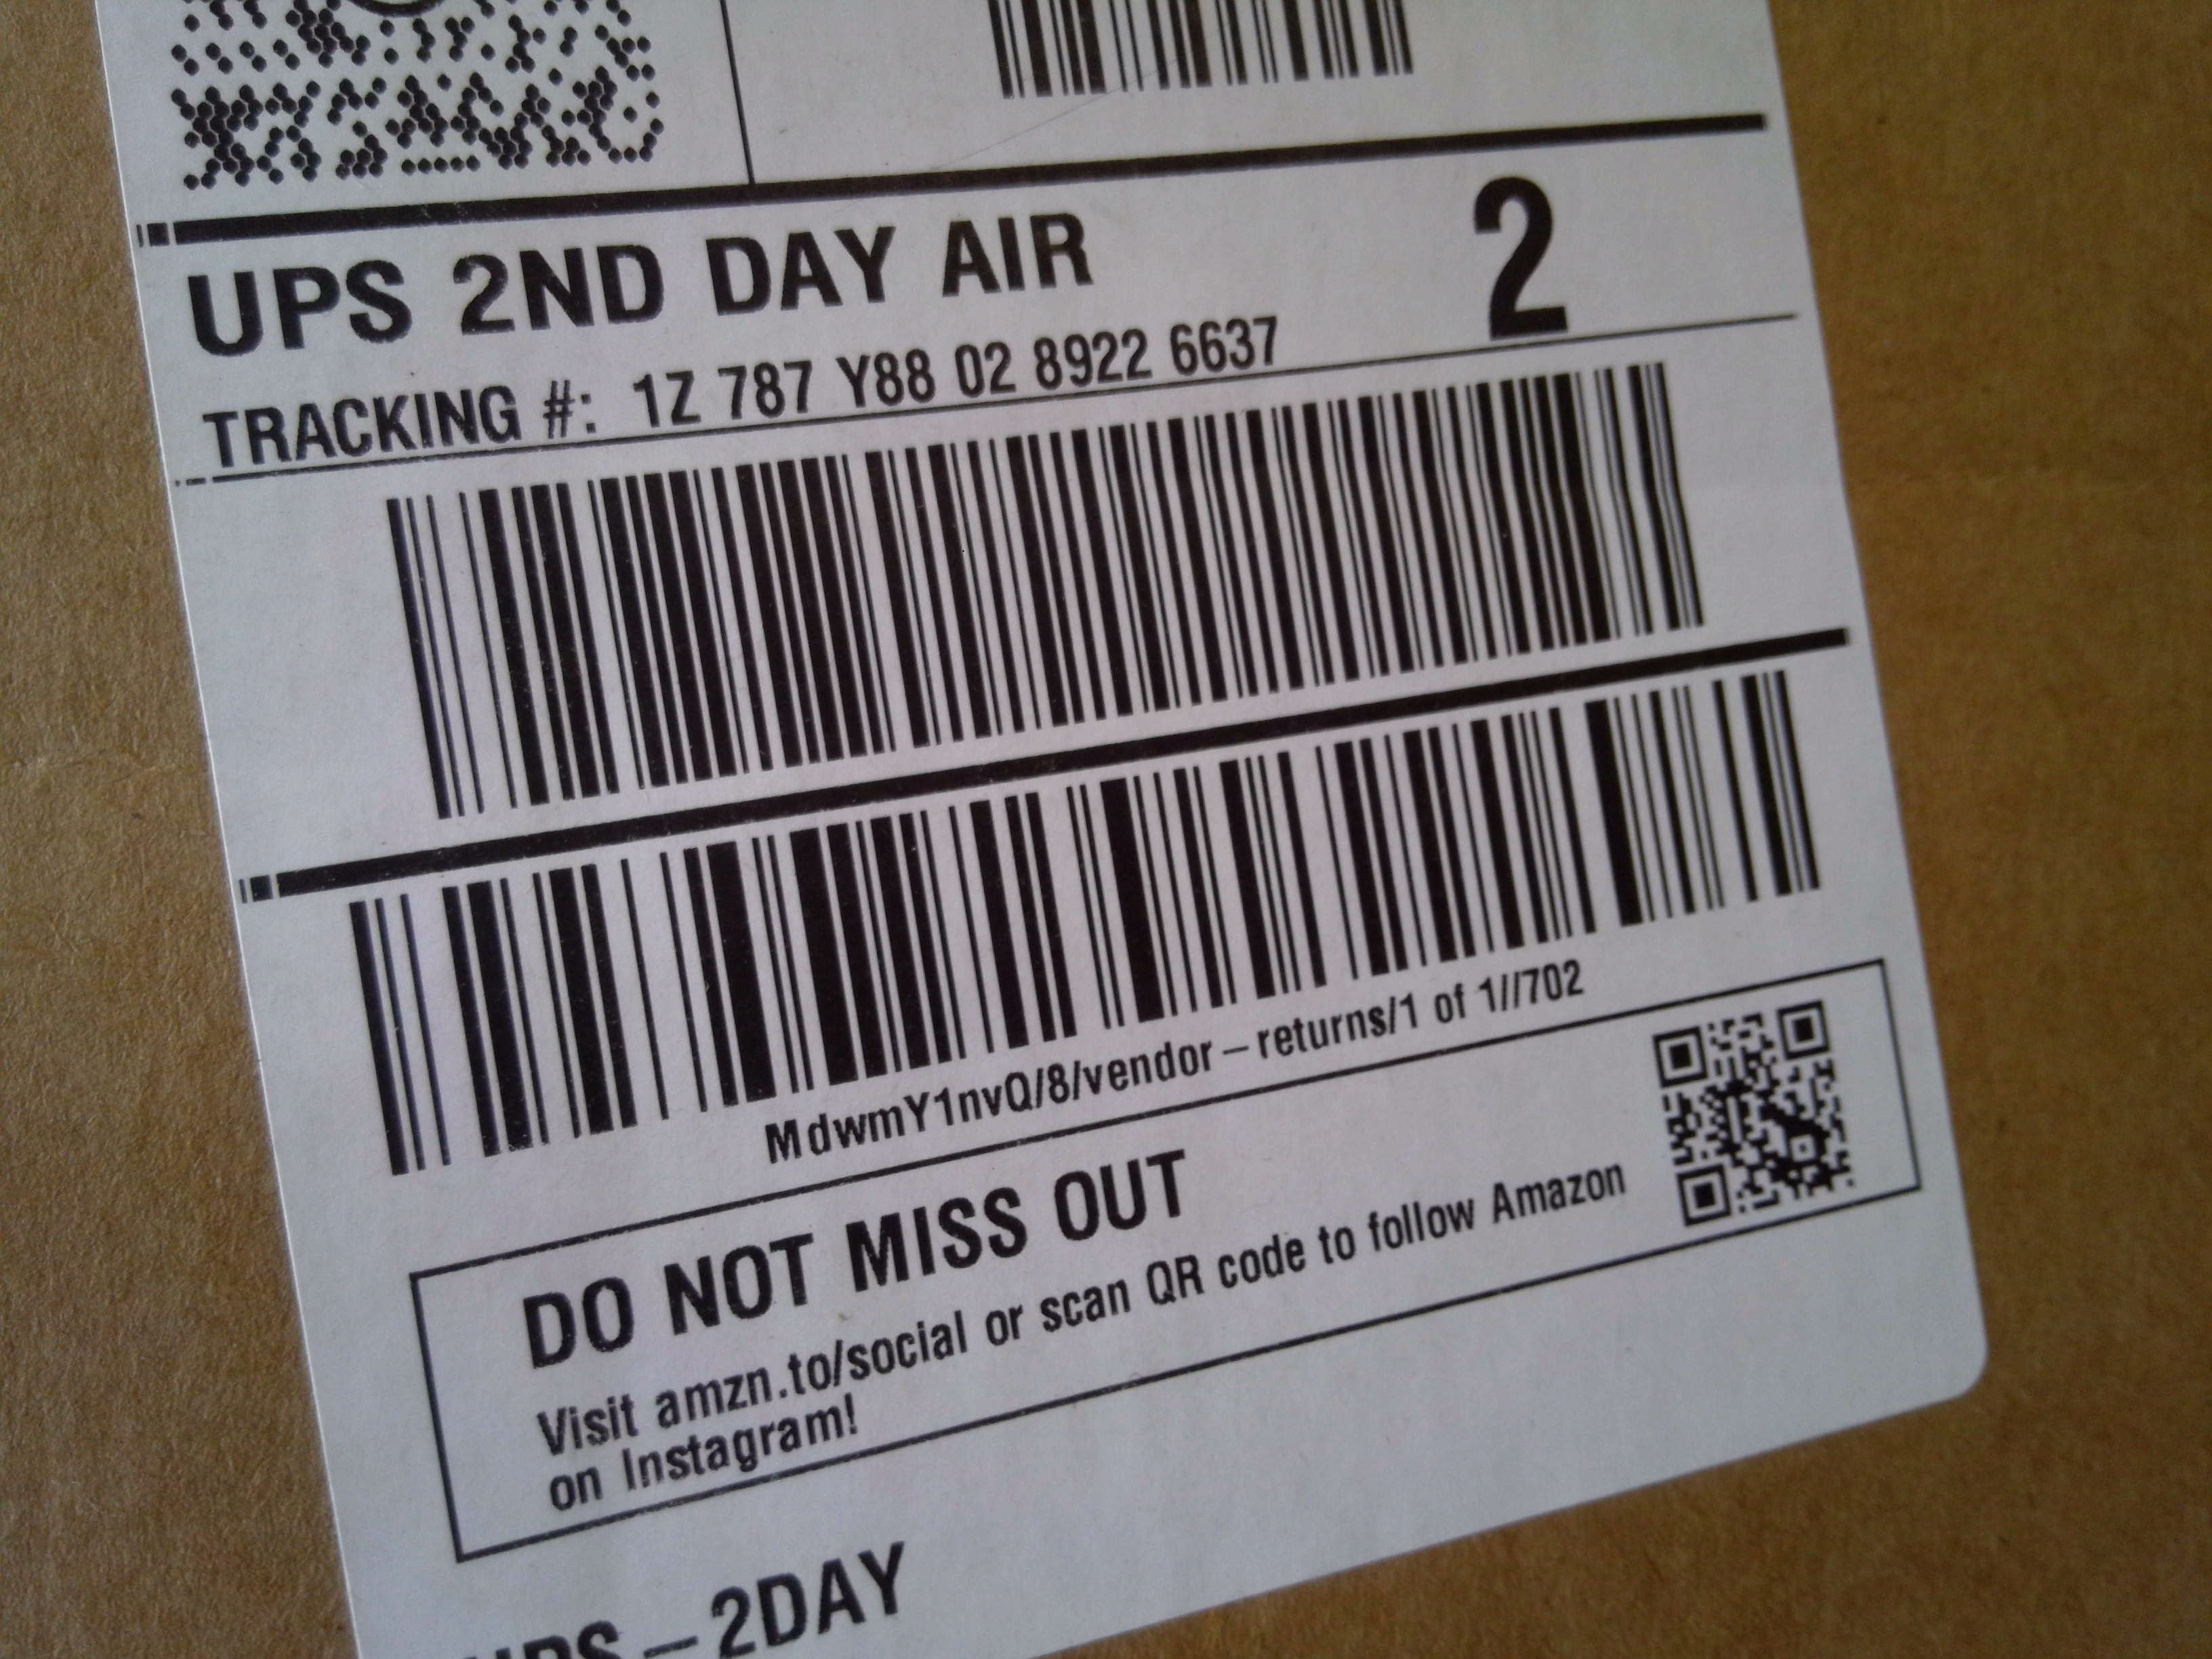 UPS 2ND DAY AIR
2
TRACKING #: 1Z 787 Y88 02 8922 6637
MdwmY1nvQ/8/vendor-returns/1 of 1//702
DO NOT MISS OUT
Visit amzn.to/social or scan QR code to follow Amazon
on Instagram!
UPS-2DAY